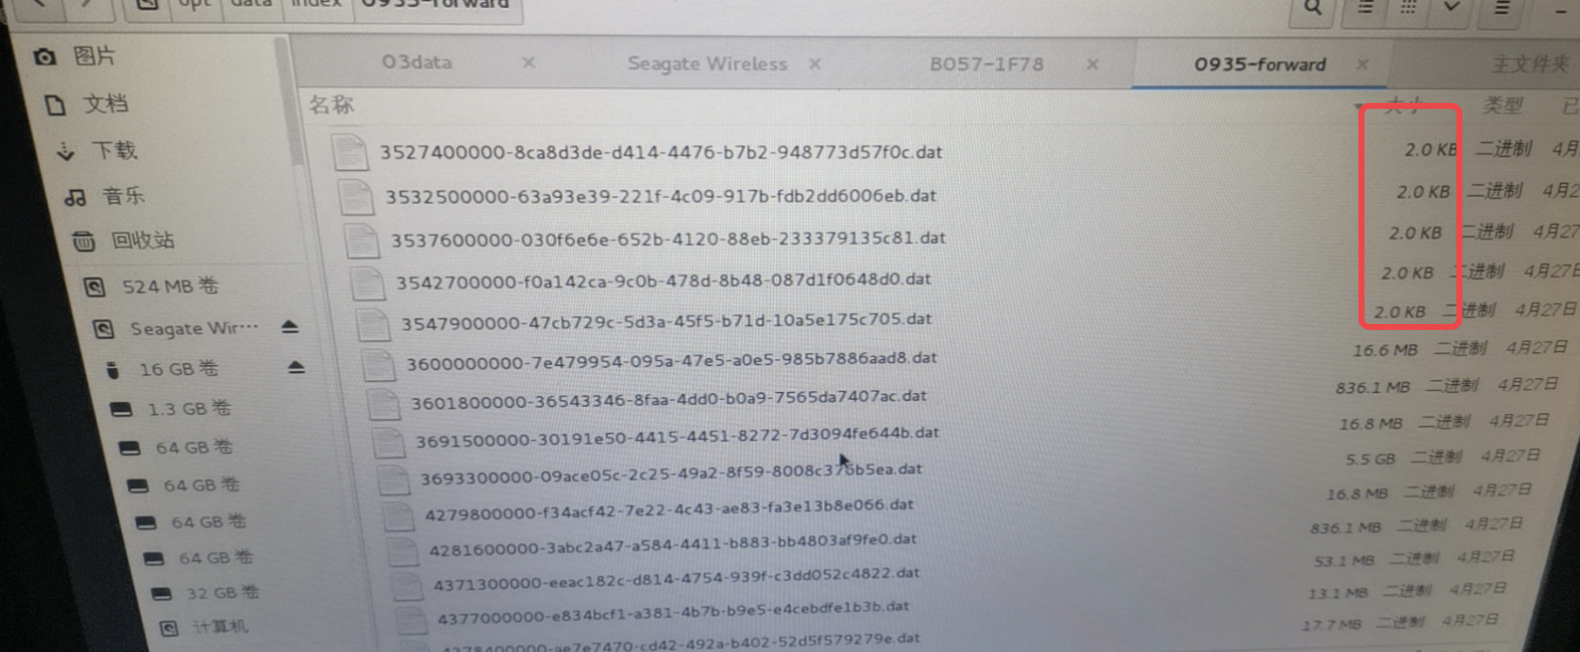 opt data index 0935-forward
图片
文档
下载
音乐
回收站
524 MB 卷
Seagate Wir···
16 GB 卷
1.3 GB 卷
64 GB 卷
64 GB 卷
64 GB 卷
64 GB 卷
32 GB 卷
计算机
03data × Seagate Wireless × B057-1F78 × 0935-forward × 主文件夹
名称 大小 类型 已
3527400000-8ca8d3de-d414-4476-b7b2-948773d57f0c.dat 2.0 KB 二进制 4月
3532500000-63a93e39-221f-4c09-917b-fdb2dd6006eb.dat 2.0 KB 二进制 4月2
3537600000-030f6e6e-652b-4120-88eb-233379135c81.dat 2.0 KB 二进制 4月27
3542700000-f0a142ca-9c0b-478d-8b48-087d1f0648d0.dat 2.0 KB 二进制 4月27日
3547900000-47cb729c-5d3a-45f5-b71d-10a5e175c705.dat 2.0 KB 二进制 4月27日
3600000000-7e479954-095a-47e5-a0e5-985b7886aad8.dat 16.6 MB 二进制 4月27日
3601800000-36543346-8faa-4dd0-b0a9-7565da7407ac.dat 836.1 MB 二进制 4月27日
3691500000-30191e50-4415-4451-8272-7d3094fe644b.dat 16.8 MB 二进制 4月27日
3693300000-09ace05c-2c25-49a2-8f59-8008c376b5ea.dat 5.5 GB 二进制 4月27日
4279800000-f34acf42-7e22-4c43-ae83-fa3e13b8e066.dat 16.8 MB 二进制 4月27日
4281600000-3abc2a47-a584-4411-b883-bb4803af9fe0.dat 836.1 MB 二进制 4月27日
4371300000-eeac182c-d814-4754-939f-c3dd052c4822.dat 53.1 MB 二进制 4月27日
4377000000-e834bcf1-a381-4b7b-b9e5-e4cebdfe1b3b.dat 13.1 MB 二进制 4月27日
4378400000-ae7e7470-cd42-492a-b402-52d5f579279e.dat 17.7 MB 二进制 4月27日